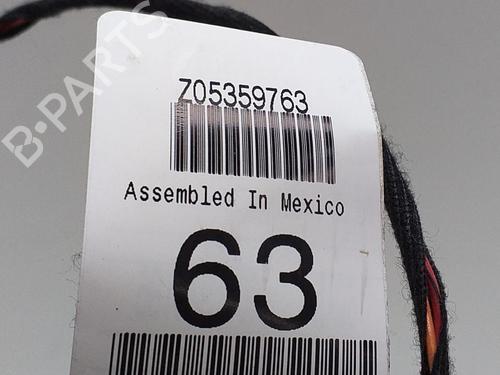 B-PARTS
Z05359763
Assembled In Mexico
63